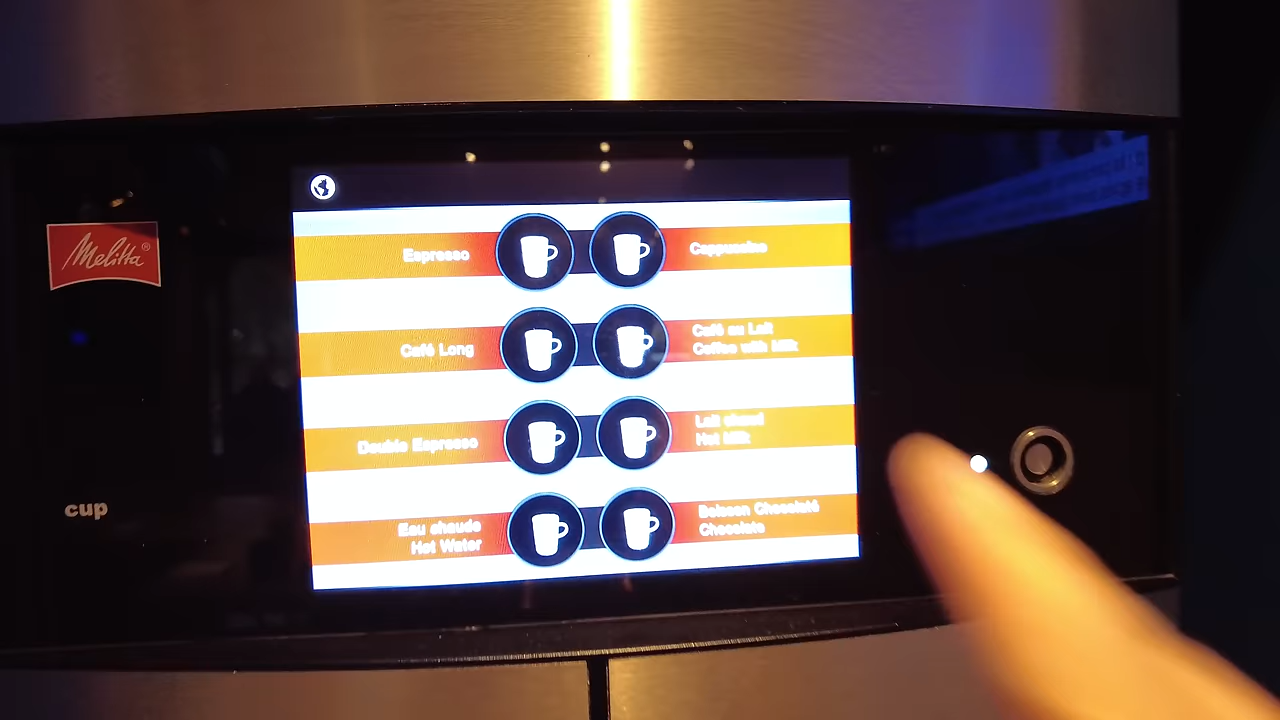 Melitta®
cup
Espresso
Cappuccino
Café Long
Café au Lait
Coffee with Milk
Double Espresso
Lait chaud
Hot Milk
Eau chaude
Hot Water
Boisson Chocolaté
Chocolate